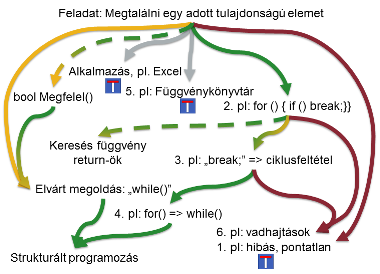 Feladat: Megtalálni egy adott tulajdonságú elemet
Alkalmazás, pl. Excel
bool Megfelel()
5. pl: Függvénykönyvtár
2. pl: for () { if () break;}}
Keresés függvény
return-ök
3. pl: „break;” => ciklusfeltétel
Elvárt megoldás: „while()”
4. pl: for() => while()
6. pl: vadhajtások
1. pl: hibás, pontatlan
Strukturált programozás